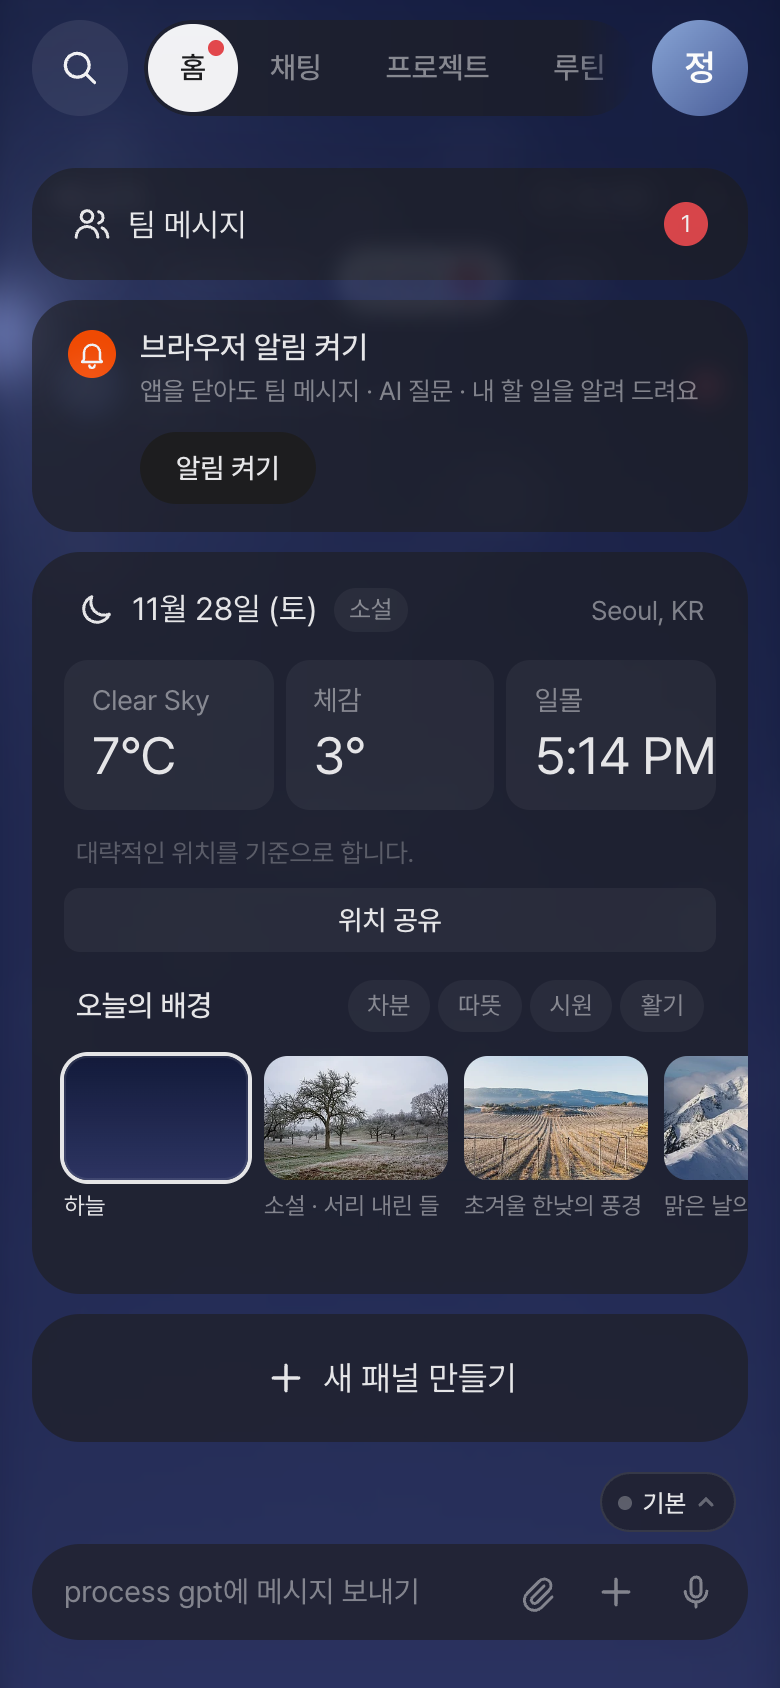 홈
채팅
프로젝트
루틴
정
팀 메시지
1
브라우저 알림 켜기
앱을 닫아도 팀 메시지 · AI 질문 · 내 할 일을 알려 드려요
알림 켜기
11월 28일 (토)
소설
Seoul, KR
Clear Sky
체감
일몰
7°C
3°
5:14 PM
대략적인 위치를 기준으로 합니다.
위치 공유
오늘의 배경
차분
따뜻
시원
활기
하늘
소설 · 서리 내린 들
초겨울 한낮의 풍경
맑은 날의
새 패널 만들기
기본
process gpt에 메시지 보내기